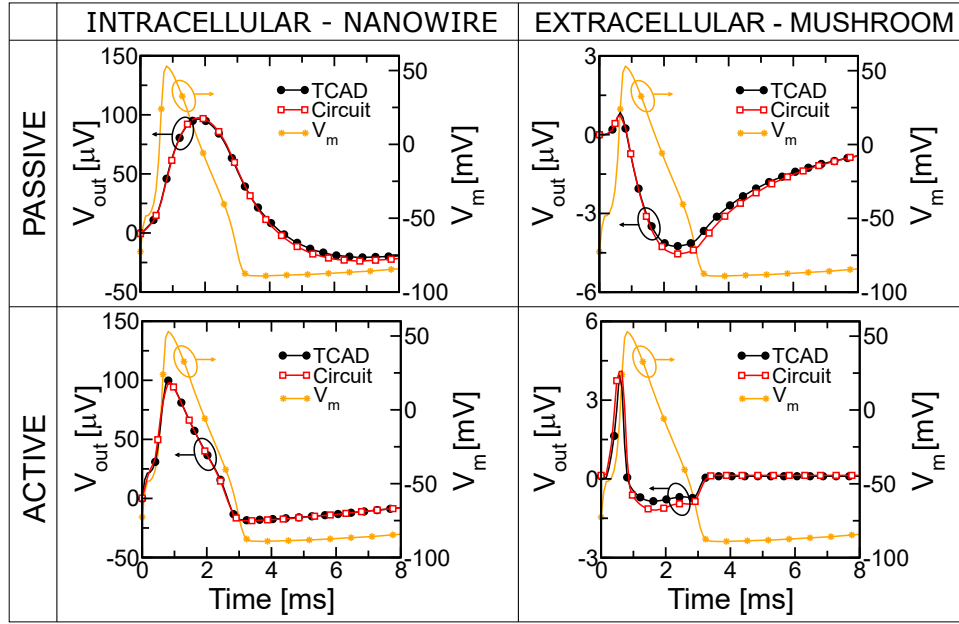 INTRACELLULAR - NANOWIRE
EXTRACELLULAR - MUSHROOM
PASSIVE
150
100
50
0
-50
V_out [μV]
TCAD
Circuit
V_m
50
0
-50
-100
V_m [mV]
3
0
-3
-6
V_out [μV]
TCAD
Circuit
V_m
50
0
-50
-100
V_m [mV]
ACTIVE
150
100
50
0
-50
V_out [μV]
TCAD
Circuit
V_m
50
0
-50
-100
V_m [mV]
0 2 4 6 8
Time [ms]
6
3
0
-3
V_out [μV]
TCAD
Circuit
V_m
50
0
-50
-100
V_m [mV]
0 2 4 6 8
Time [ms]